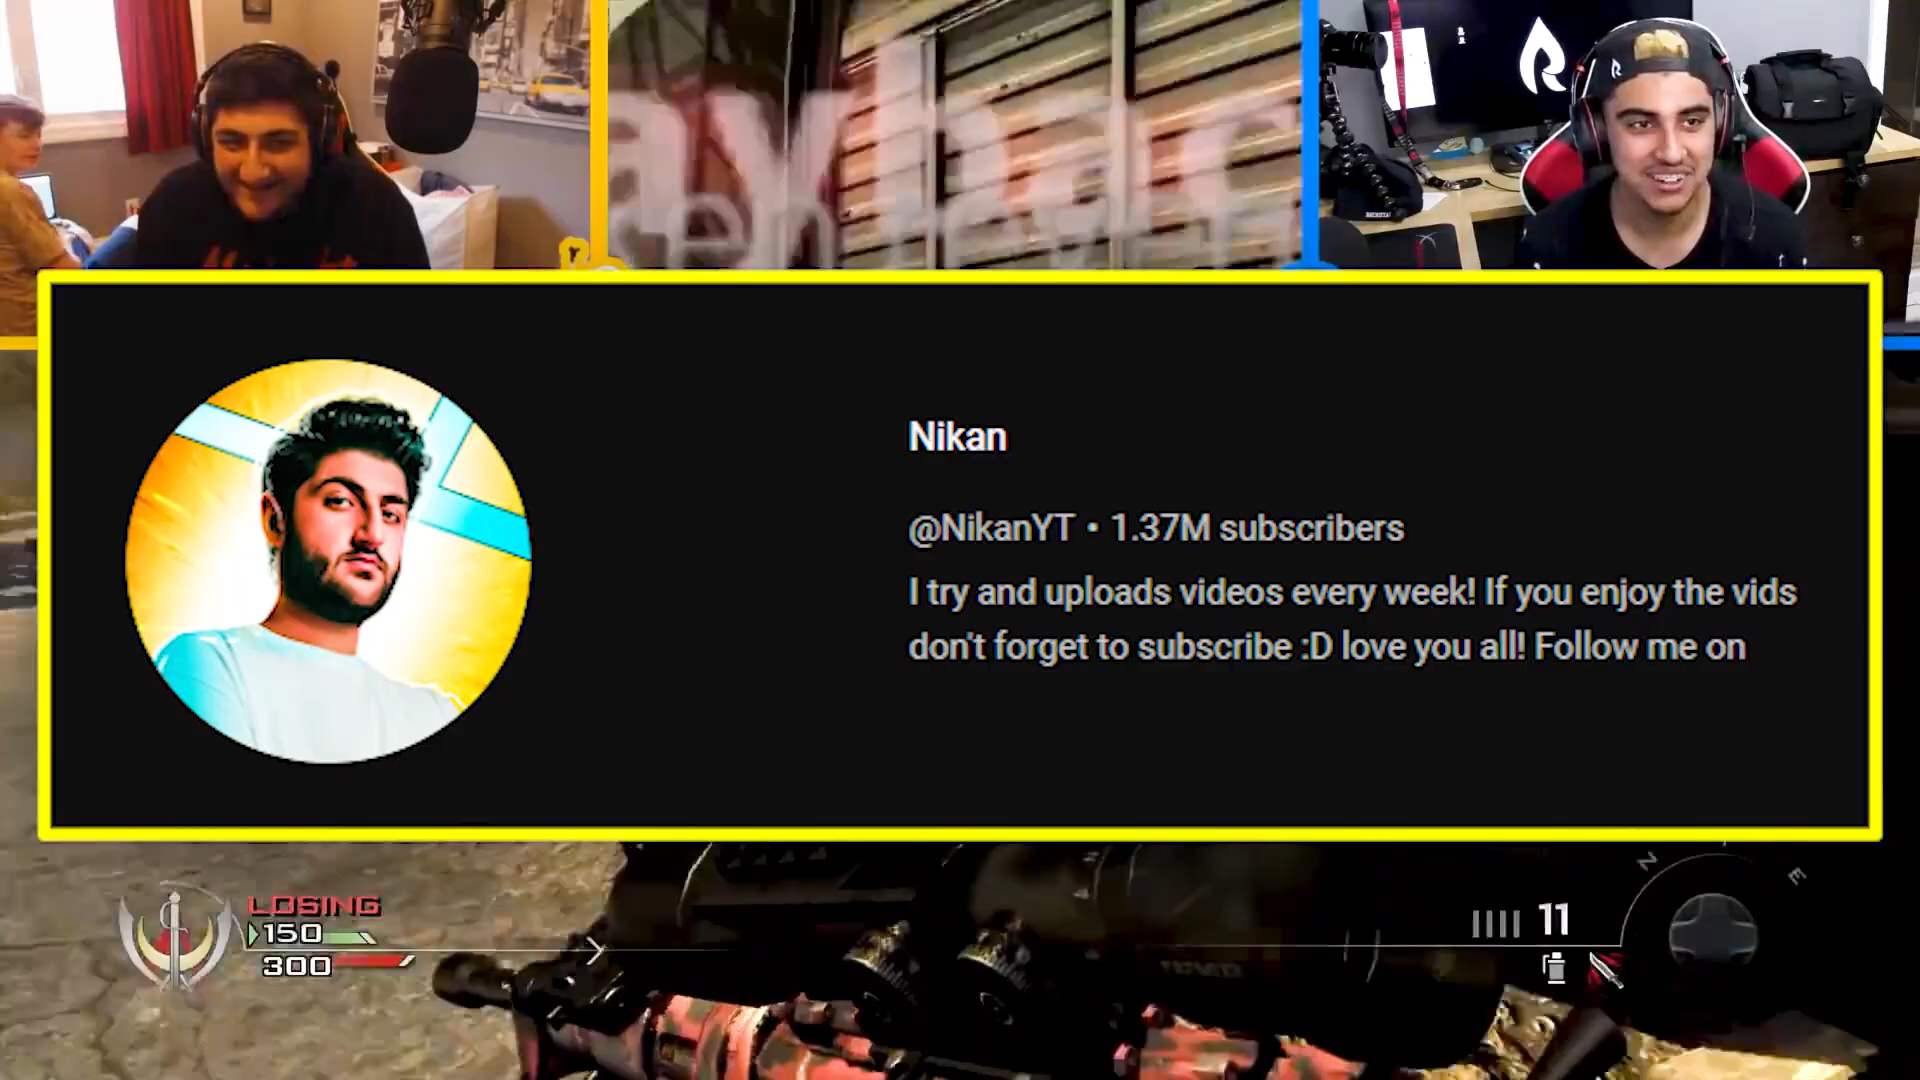 Nikan
@NikanYT • 1.37M subscribers
I try and uploads videos every week! If you enjoy the vids
don't forget to subscribe :D love you all! Follow me on
LOSING
150
300
11
N
E